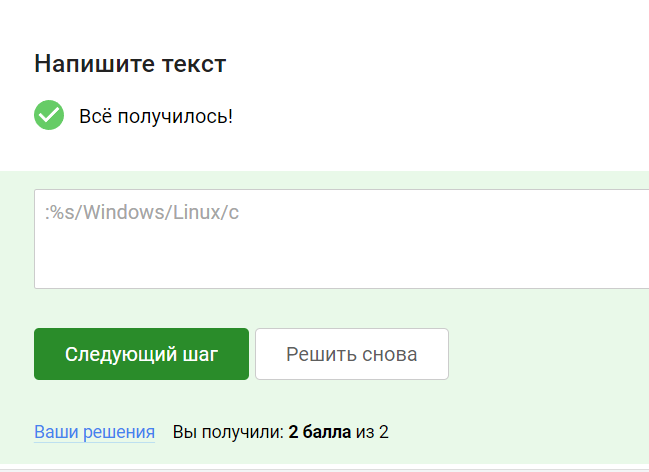 Напишите текст
Всё получилось!
:%s/Windows/Linux/c
Следующий шаг
Решить снова
Ваши решения Вы получили: 2 балла из 2